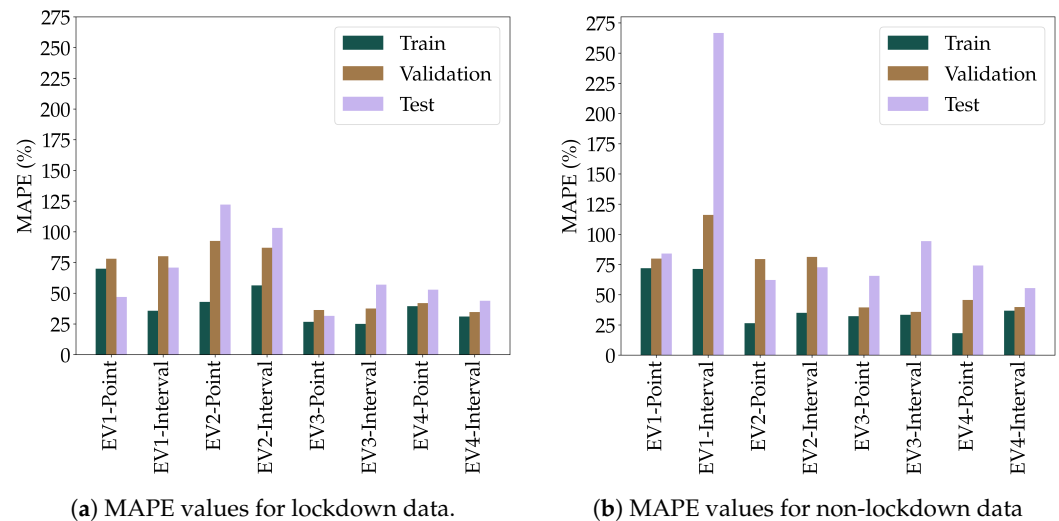 275
250
225
200
175
150
125
100
75
50
25
0
MAPE (%)
Train
Validation
Test
EV1-Point
EV1-Interval
EV2-Point
EV2-Interval
EV3-Point
EV3-Interval
EV4-Point
EV4-Interval
(a) MAPE values for lockdown data.
275
250
225
200
175
150
125
100
75
50
25
0
MAPE (%)
Train
Validation
Test
EV1-Point
EV1-Interval
EV2-Point
EV2-Interval
EV3-Point
EV3-Interval
EV4-Point
EV4-Interval
(b) MAPE values for non-lockdown data